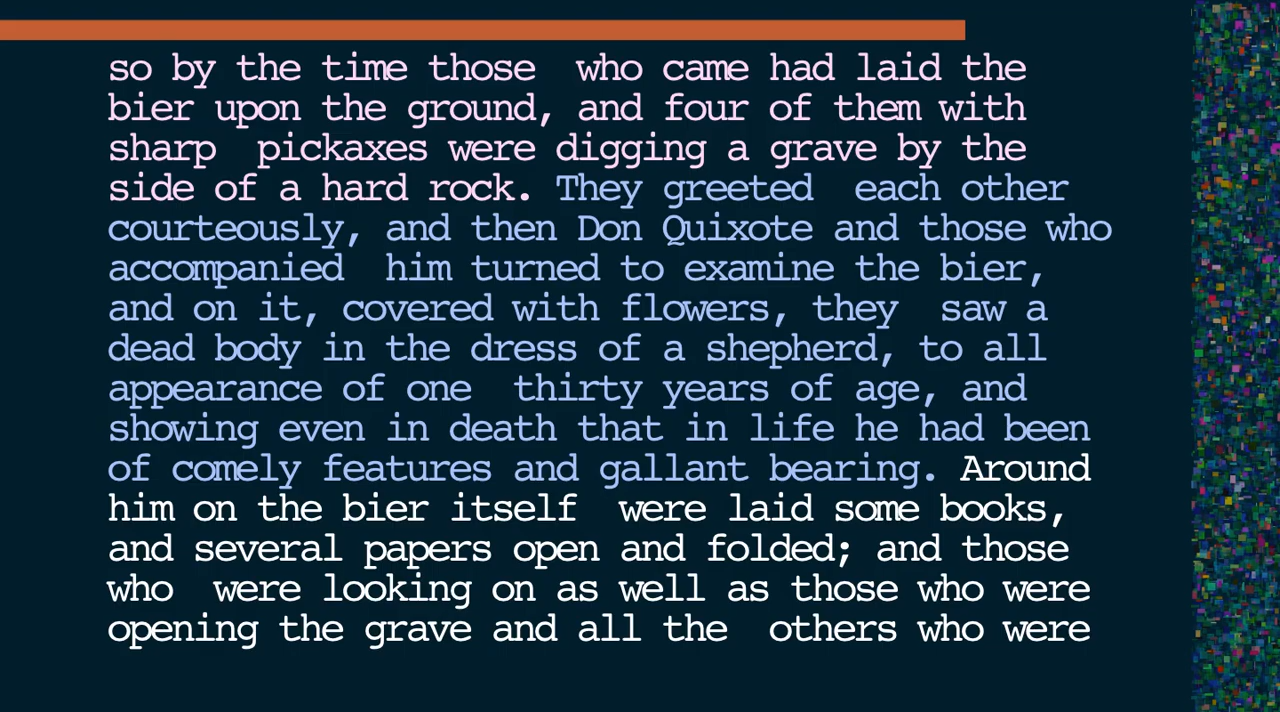 so by the time those  who came had laid the
bier upon the ground, and four of them with
sharp  pickaxes were digging a grave by the
side of a hard rock. They greeted  each other
courteously, and then Don Quixote and those who
accompanied  him turned to examine the bier,
and on it, covered with flowers, they  saw a
dead body in the dress of a shepherd, to all
appearance of one  thirty years of age, and
showing even in death that in life he had been
of comely features and gallant bearing. Around
him on the bier itself  were laid some books,
and several papers open and folded; and those
who  were looking on as well as those who were
opening the grave and all the  others who were